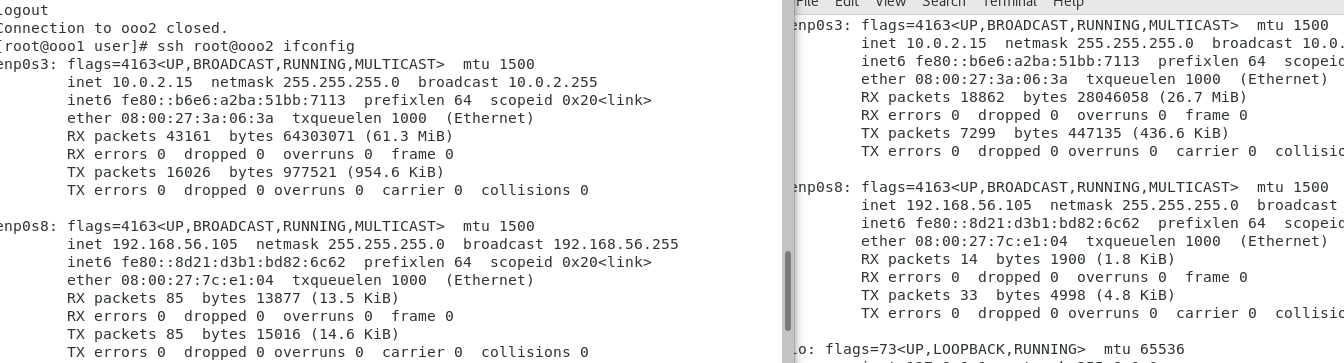 logout
Connection to ooo2 closed.
[root@ooo1 user]# ssh root@ooo2 ifconfig
enp0s3: flags=4163<UP,BROADCAST,RUNNING,MULTICAST>  mtu 1500
        inet 10.0.2.15  netmask 255.255.255.0  broadcast 10.0.2.255
        inet6 fe80::b6e6:a2ba:51bb:7113  prefixlen 64  scopeid 0x20<link>
        ether 08:00:27:3a:06:3a  txqueuelen 1000  (Ethernet)
        RX packets 43161  bytes 64303071 (61.3 MiB)
        RX errors 0  dropped 0  overruns 0  frame 0
        TX packets 16026  bytes 977521 (954.6 KiB)
        TX errors 0  dropped 0 overruns 0  carrier 0  collisions 0
enp0s8: flags=4163<UP,BROADCAST,RUNNING,MULTICAST>  mtu 1500
        inet 192.168.56.105  netmask 255.255.255.0  broadcast 192.168.56.255
        inet6 fe80::8d21:d3b1:bd82:6c62  prefixlen 64  scopeid 0x20<link>
        ether 08:00:27:7c:e1:04  txqueuelen 1000  (Ethernet)
        RX packets 85  bytes 13877 (13.5 KiB)
        RX errors 0  dropped 0  overruns 0  frame 0
        TX packets 85  bytes 15016 (14.6 KiB)
        TX errors 0  dropped 0 overruns 0  carrier 0  collisions 0
File Edit View Search Terminal Help
enp0s3: flags=4163<UP,BROADCAST,RUNNING,MULTICAST>  mtu 1500
        inet 10.0.2.15  netmask 255.255.255.0  broadcast 10.0.
        inet6 fe80::b6e6:a2ba:51bb:7113  prefixlen 64  scopeid
        ether 08:00:27:3a:06:3a  txqueuelen 1000  (Ethernet)
        RX packets 18862  bytes 28046058 (26.7 MiB)
        RX errors 0  dropped 0  overruns 0  frame 0
        TX packets 7299  bytes 447135 (436.6 KiB)
        TX errors 0  dropped 0 overruns 0  carrier 0  collisio
enp0s8: flags=4163<UP,BROADCAST,RUNNING,MULTICAST>  mtu 1500
        inet 192.168.56.105  netmask 255.255.255.0  broadcast
        inet6 fe80::8d21:d3b1:bd82:6c62  prefixlen 64  scopeid
        ether 08:00:27:7c:e1:04  txqueuelen 1000  (Ethernet)
        RX packets 14  bytes 1900 (1.8 KiB)
        RX errors 0  dropped 0  overruns 0  frame 0
        TX packets 33  bytes 4998 (4.8 KiB)
        TX errors 0  dropped 0 overruns 0  carrier 0  collisio
lo: flags=73<UP,LOOPBACK,RUNNING>  mtu 65536